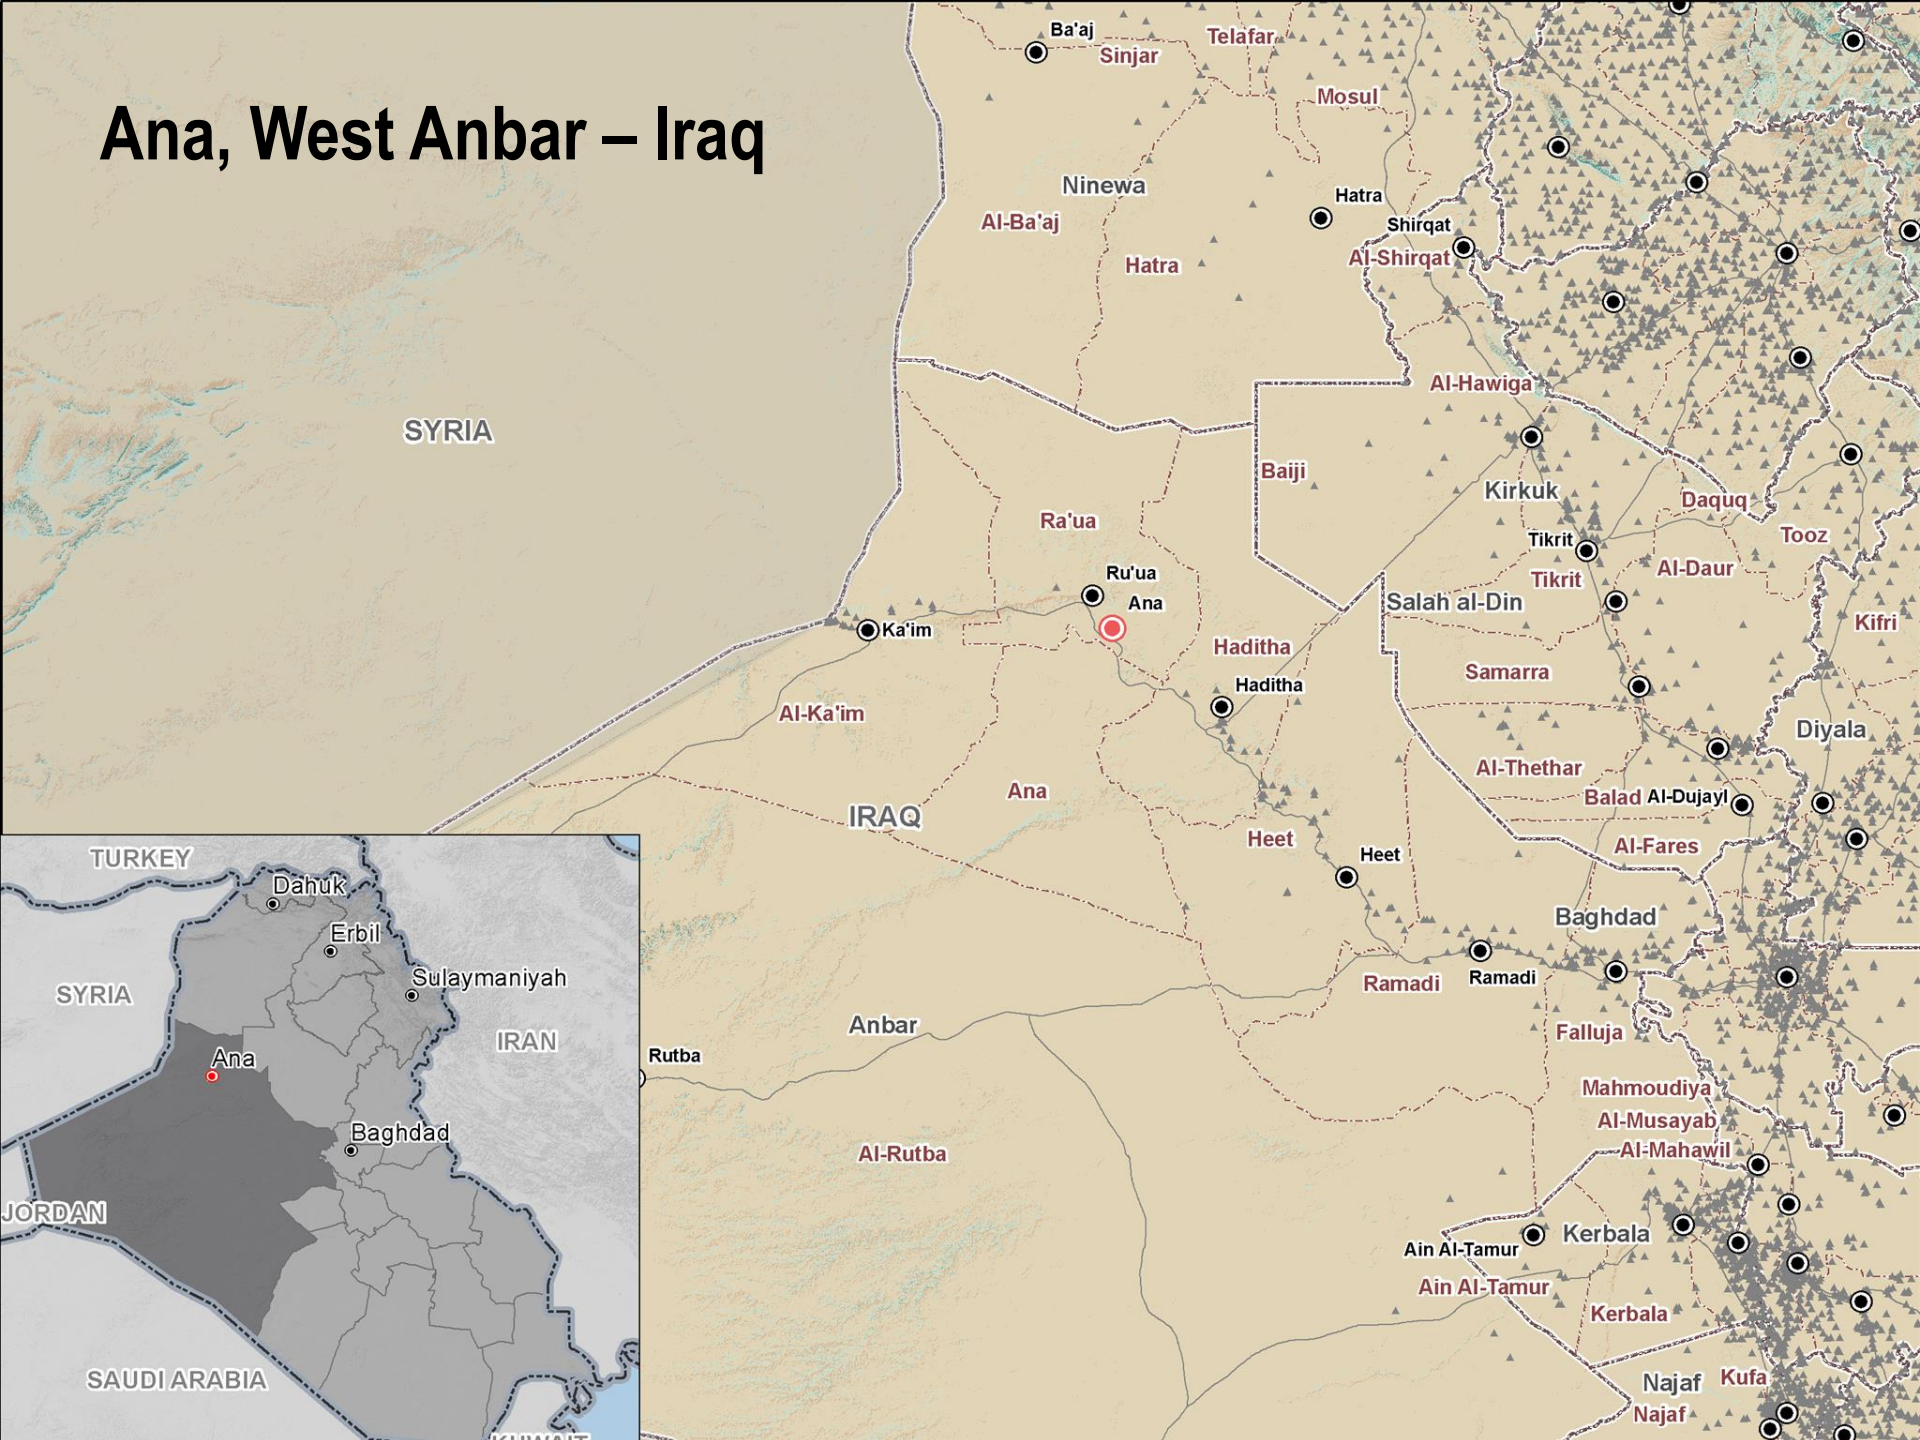 Ana, West Anbar – Iraq
Ba'aj
Sinjar
Telafar
Mosul
Ninewa
Al-Ba'aj
Hatra
Hatra
Shirqat
Al-Shirqat
SYRIA
Al-Hawiga
Baiji
Kirkuk
Daquq
Ra'ua
Tikrit
Tooz
Al-Daur
Tikrit
Ru'ua
Ana
Salah al-Din
Kifri
Ka'im
Haditha
Samarra
Haditha
Al-Ka'im
Diyala
Al-Thethar
Ana
Balad
Al-Dujayl
IRAQ
Heet
Al-Fares
Heet
Baghdad
Ramadi
Ramadi
Anbar
Falluja
Rutba
Mahmoudiya
Al-Musayab
Al-Mahawil
Al-Rutba
Kerbala
Ain Al-Tamur
Ain Al-Tamur
Kerbala
Najaf
Kufa
Najaf
TURKEY
Dahuk
Erbil
Sulaymaniyah
SYRIA
IRAN
Ana
Baghdad
JORDAN
SAUDI ARABIA
KUWAIT